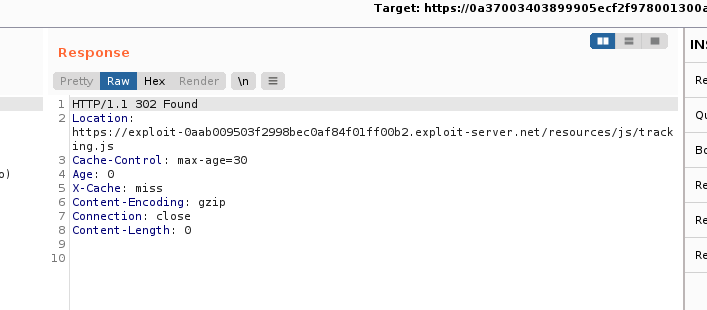 Target: https://0a37003403899905ecf2f978001300a
Response
INS
Pretty Raw Hex Render \n
1 HTTP/1.1 302 Found
2 Location:
https://exploit-0aab009503f2998bec0af84f01ff00b2.exploit-server.net/resources/js/track
ing.js
3 Cache-Control: max-age=30
4 Age: 0
5 X-Cache: miss
6 Content-Encoding: gzip
7 Connection: close
8 Content-Length: 0
9
10
o)
Re
Qu
Bo
Re
Re
Re